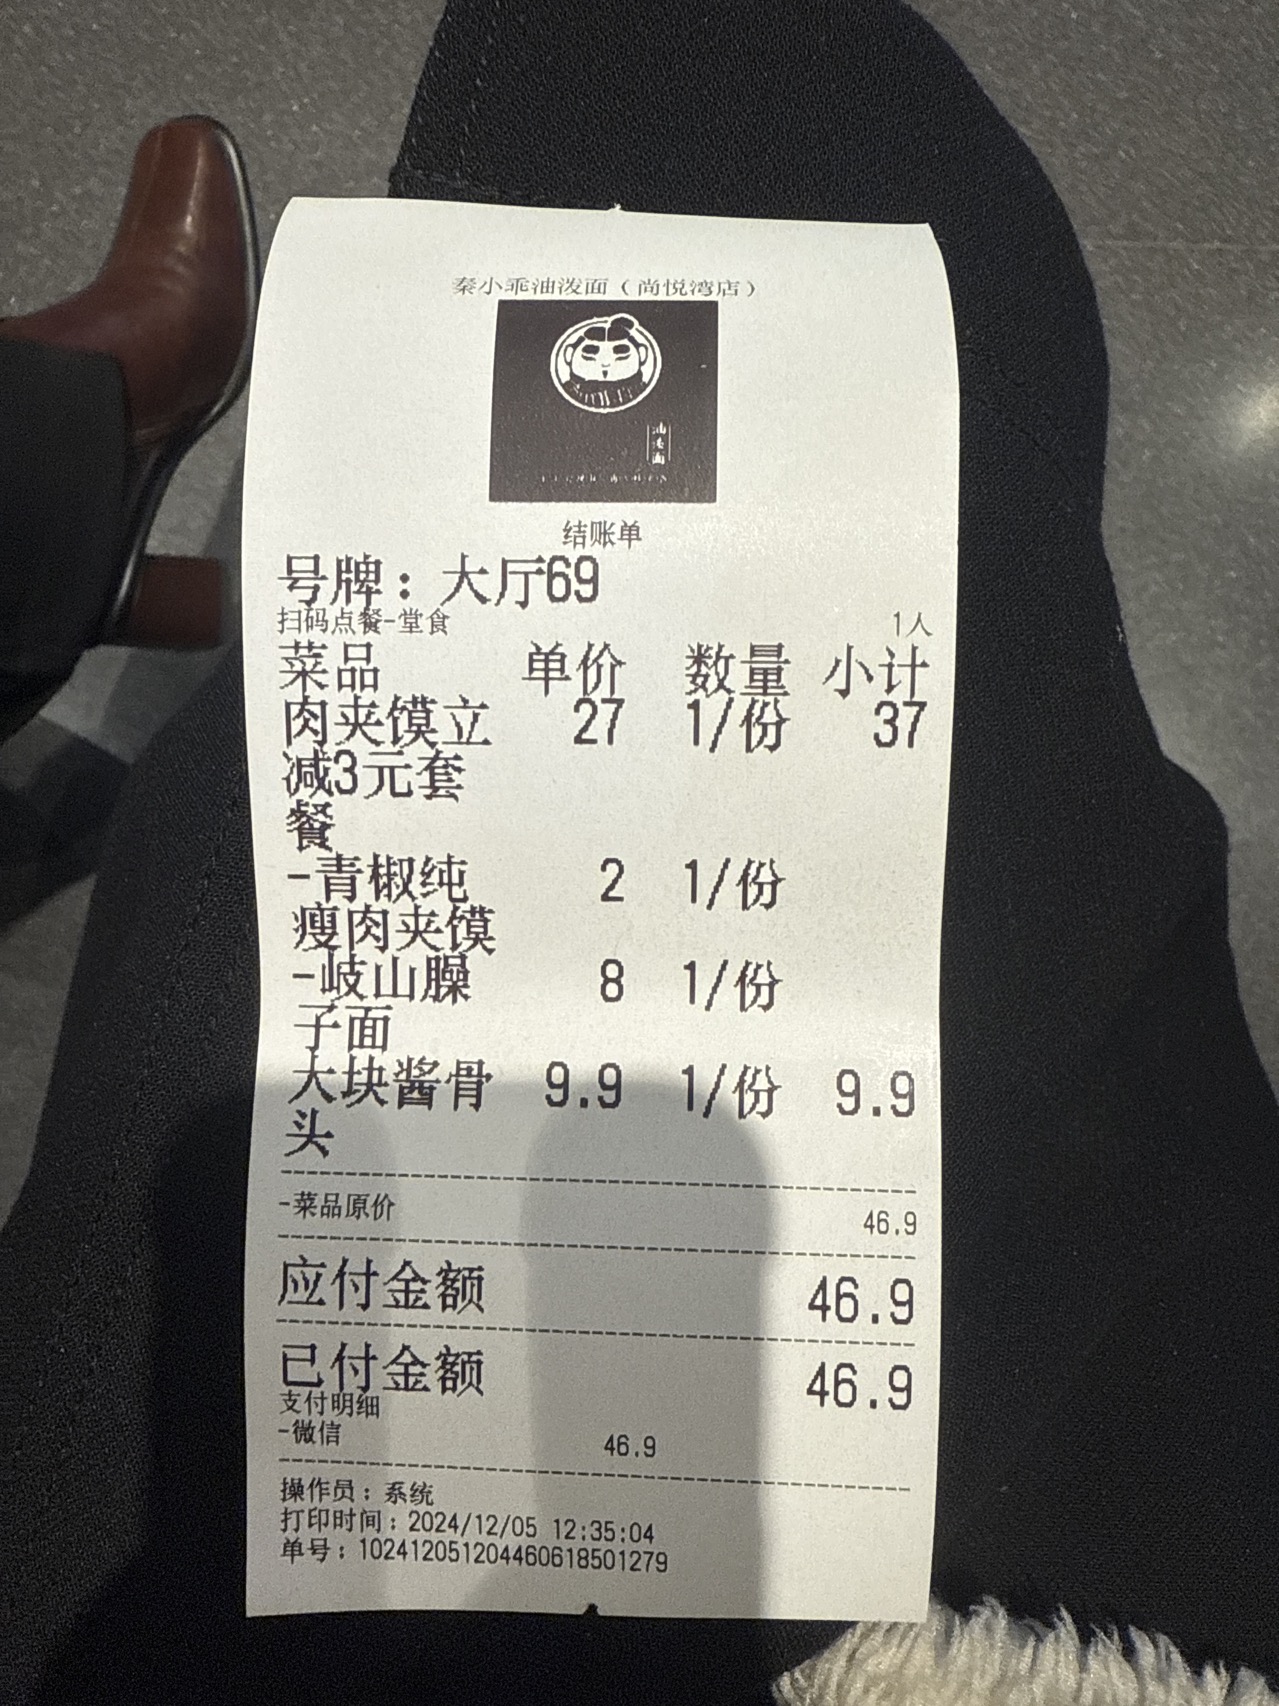 秦小乖油泼面（尚悦湾店）
油泼面
结账单
号牌：大厅69
扫码点餐-堂食 1人
菜品 单价 数量 小计
肉夹馍立 27 1/份 37
减3元套
餐
-青椒纯 2 1/份
瘦肉夹馍
-岐山臊 8 1/份
子面
大块酱骨 9.9 1/份 9.9
头
-菜品原价 46.9
应付金额 46.9
已付金额 46.9
支付明细
-微信 46.9
操作员：系统
打印时间：2024/12/05 12:35:04
单号：102412051204460618501279